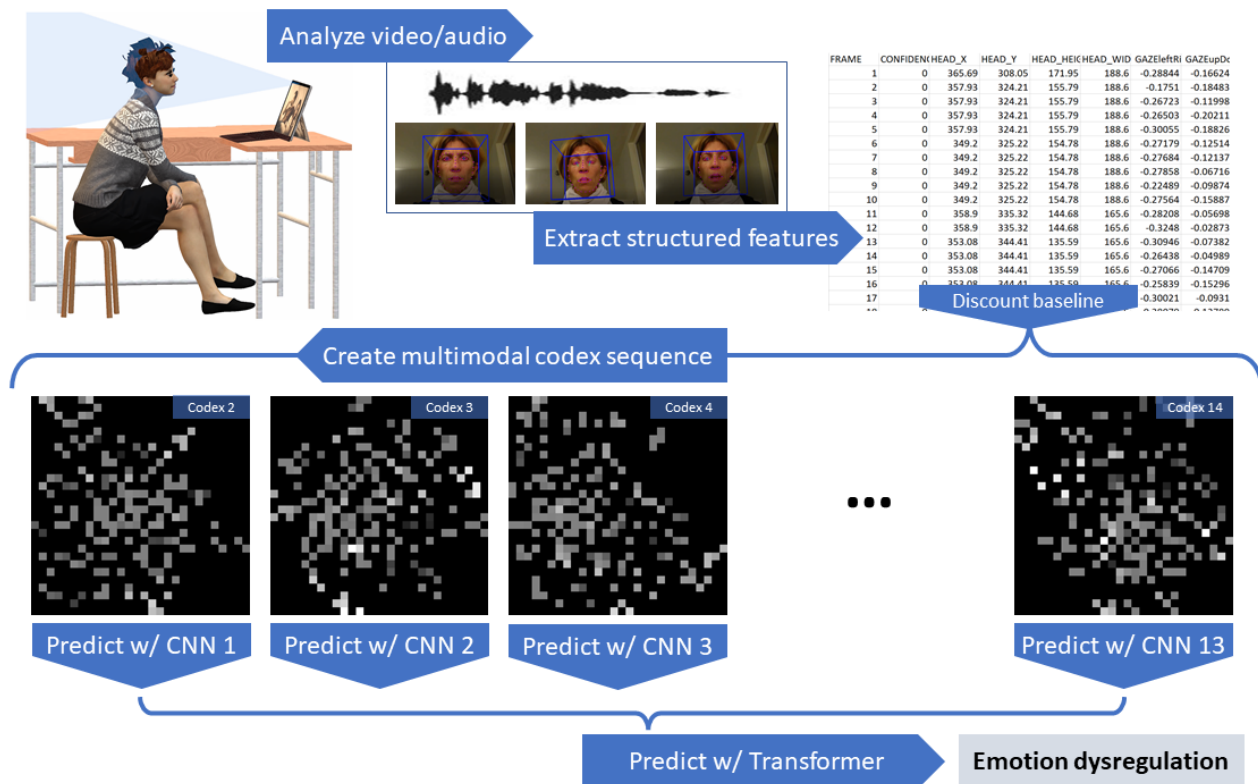 Analyze video/audio
Extract structured features
FRAME CONFIDEN HEAD_X HEAD_Y HEAD_HEI HEAD_WID GAZEleftRi GAZEupDo
1 0 365.69 308.05 171.95 188.6 -0.28844 -0.16624
2 0 357.93 324.21 155.79 188.6 -0.1751 -0.18483
3 0 357.93 324.21 155.79 188.6 -0.26723 -0.11998
4 0 357.93 324.21 155.79 188.6 -0.26503 -0.20211
5 0 357.93 324.21 155.79 188.6 -0.30055 -0.18826
6 0 349.2 325.22 154.78 188.6 -0.27179 -0.12514
7 0 349.2 325.22 154.78 188.6 -0.27684 -0.12137
8 0 349.2 325.22 154.78 188.6 -0.27858 -0.06716
9 0 349.2 325.22 154.78 188.6 -0.22489 -0.09874
10 0 349.2 325.22 154.78 188.6 -0.27564 -0.15887
11 0 358.9 335.32 144.68 165.6 -0.28208 -0.05698
12 0 358.9 335.32 144.68 165.6 -0.3248 -0.02873
13 0 353.08 344.41 135.59 165.6 -0.30946 -0.07382
14 0 353.08 344.41 135.59 165.6 -0.26438 -0.04989
15 0 353.08 344.41 135.59 165.6 -0.27066 -0.14709
16 0 353.08 344.41 135.59 165.6 -0.25839 -0.15296
17 -0.30021 -0.0931
Discount baseline
Create multimodal codex sequence
Codex 2
Codex 3
Codex 4
...
Codex 14
Predict w/ CNN 1
Predict w/ CNN 2
Predict w/ CNN 3
Predict w/ CNN 13
Predict w/ Transformer
Emotion dysregulation